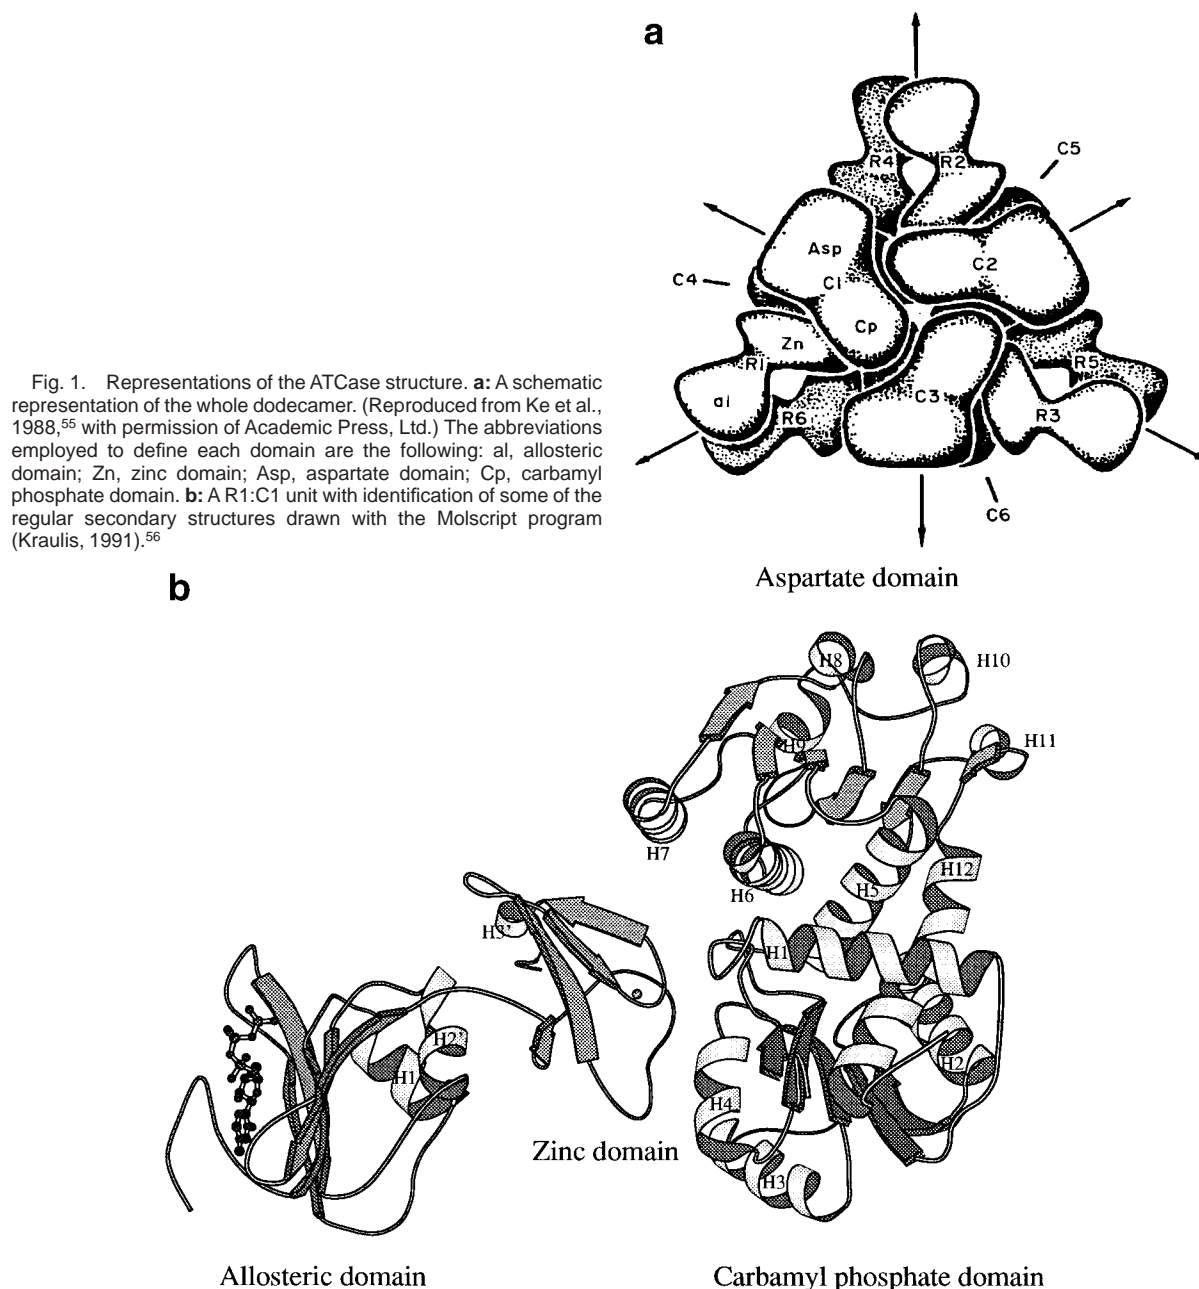 a
R4
R2
C5
Asp
C1
C2
C4
Cp
Zn
R1
R5
al
R6
C3
R3
C6
Fig. 1. Representations of the ATCase structure. a: A schematic
representation of the whole dodecamer. (Reproduced from Ke et al.,
1988,55 with permission of Academic Press, Ltd.) The abbreviations
employed to define each domain are the following: al, allosteric
domain; Zn, zinc domain; Asp, aspartate domain; Cp, carbamyl
phosphate domain. b: A R1:C1 unit with identification of some of the
regular secondary structures drawn with the Molscript program
(Kraulis, 1991).56
b
Aspartate domain
H8
H10
H9
H11
H7
H6
H5
H12
H3'
H1
H2'
H1
H2
H4
H3
Zinc domain
Allosteric domain
Carbamyl phosphate domain